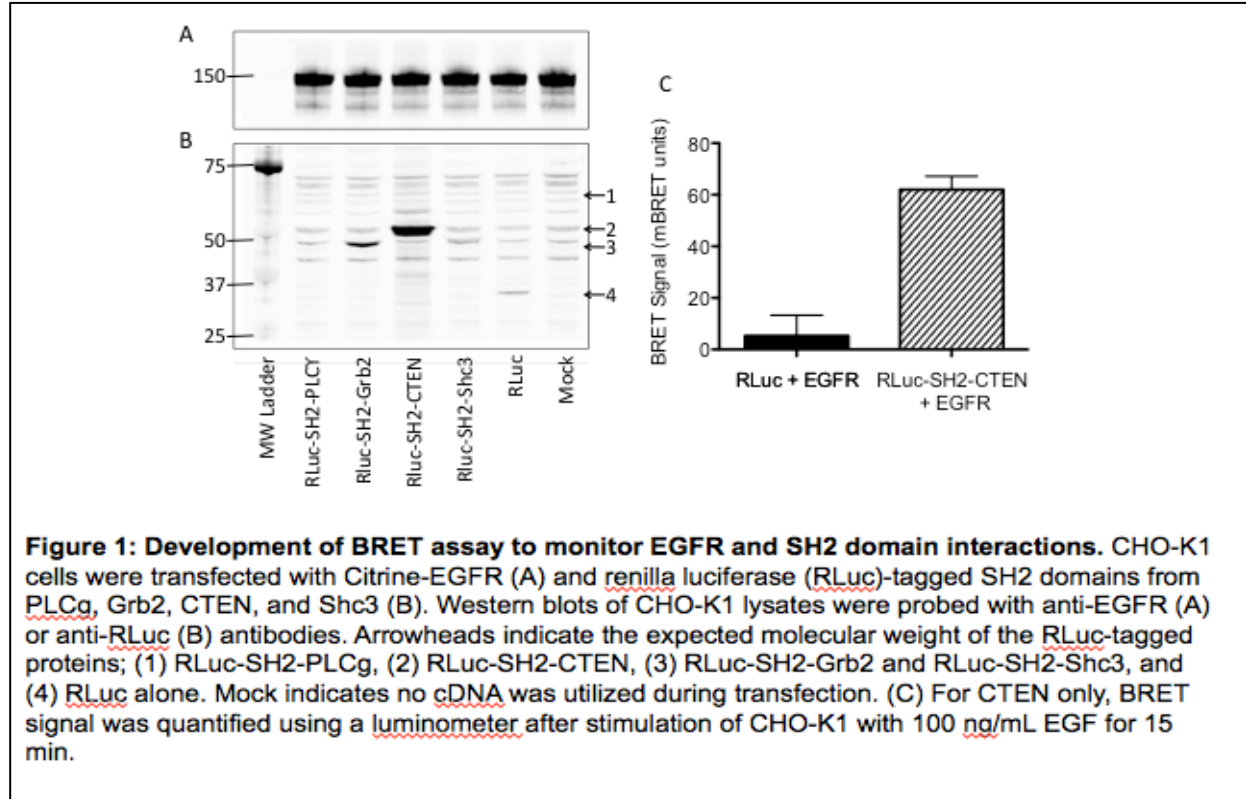 A
150
B
75
50
37
25
1
2
3
4
MW Ladder
RLuc-SH2-PLCY
Rluc-SH2-Grb2
Rluc-SH2-CTEN
Rluc-SH2-Shc3
RLuc
Mock
C
BRET Signal (mBRET units)
80
60
40
20
0
RLuc + EGFR
RLuc-SH2-CTEN
+ EGFR
Figure 1: Development of BRET assay to monitor EGFR and SH2 domain interactions. CHO-K1
cells were transfected with Citrine-EGFR (A) and renilla luciferase (RLuc)-tagged SH2 domains from
PLCg, Grb2, CTEN, and Shc3 (B). Western blots of CHO-K1 lysates were probed with anti-EGFR (A)
or anti-RLuc (B) antibodies. Arrowheads indicate the expected molecular weight of the RLuc-tagged
proteins; (1) RLuc-SH2-PLCg, (2) RLuc-SH2-CTEN, (3) RLuc-SH2-Grb2 and RLuc-SH2-Shc3, and
(4) RLuc alone. Mock indicates no cDNA was utilized during transfection. (C) For CTEN only, BRET
signal was quantified using a luminometer after stimulation of CHO-K1 with 100 ng/mL EGF for 15
min.